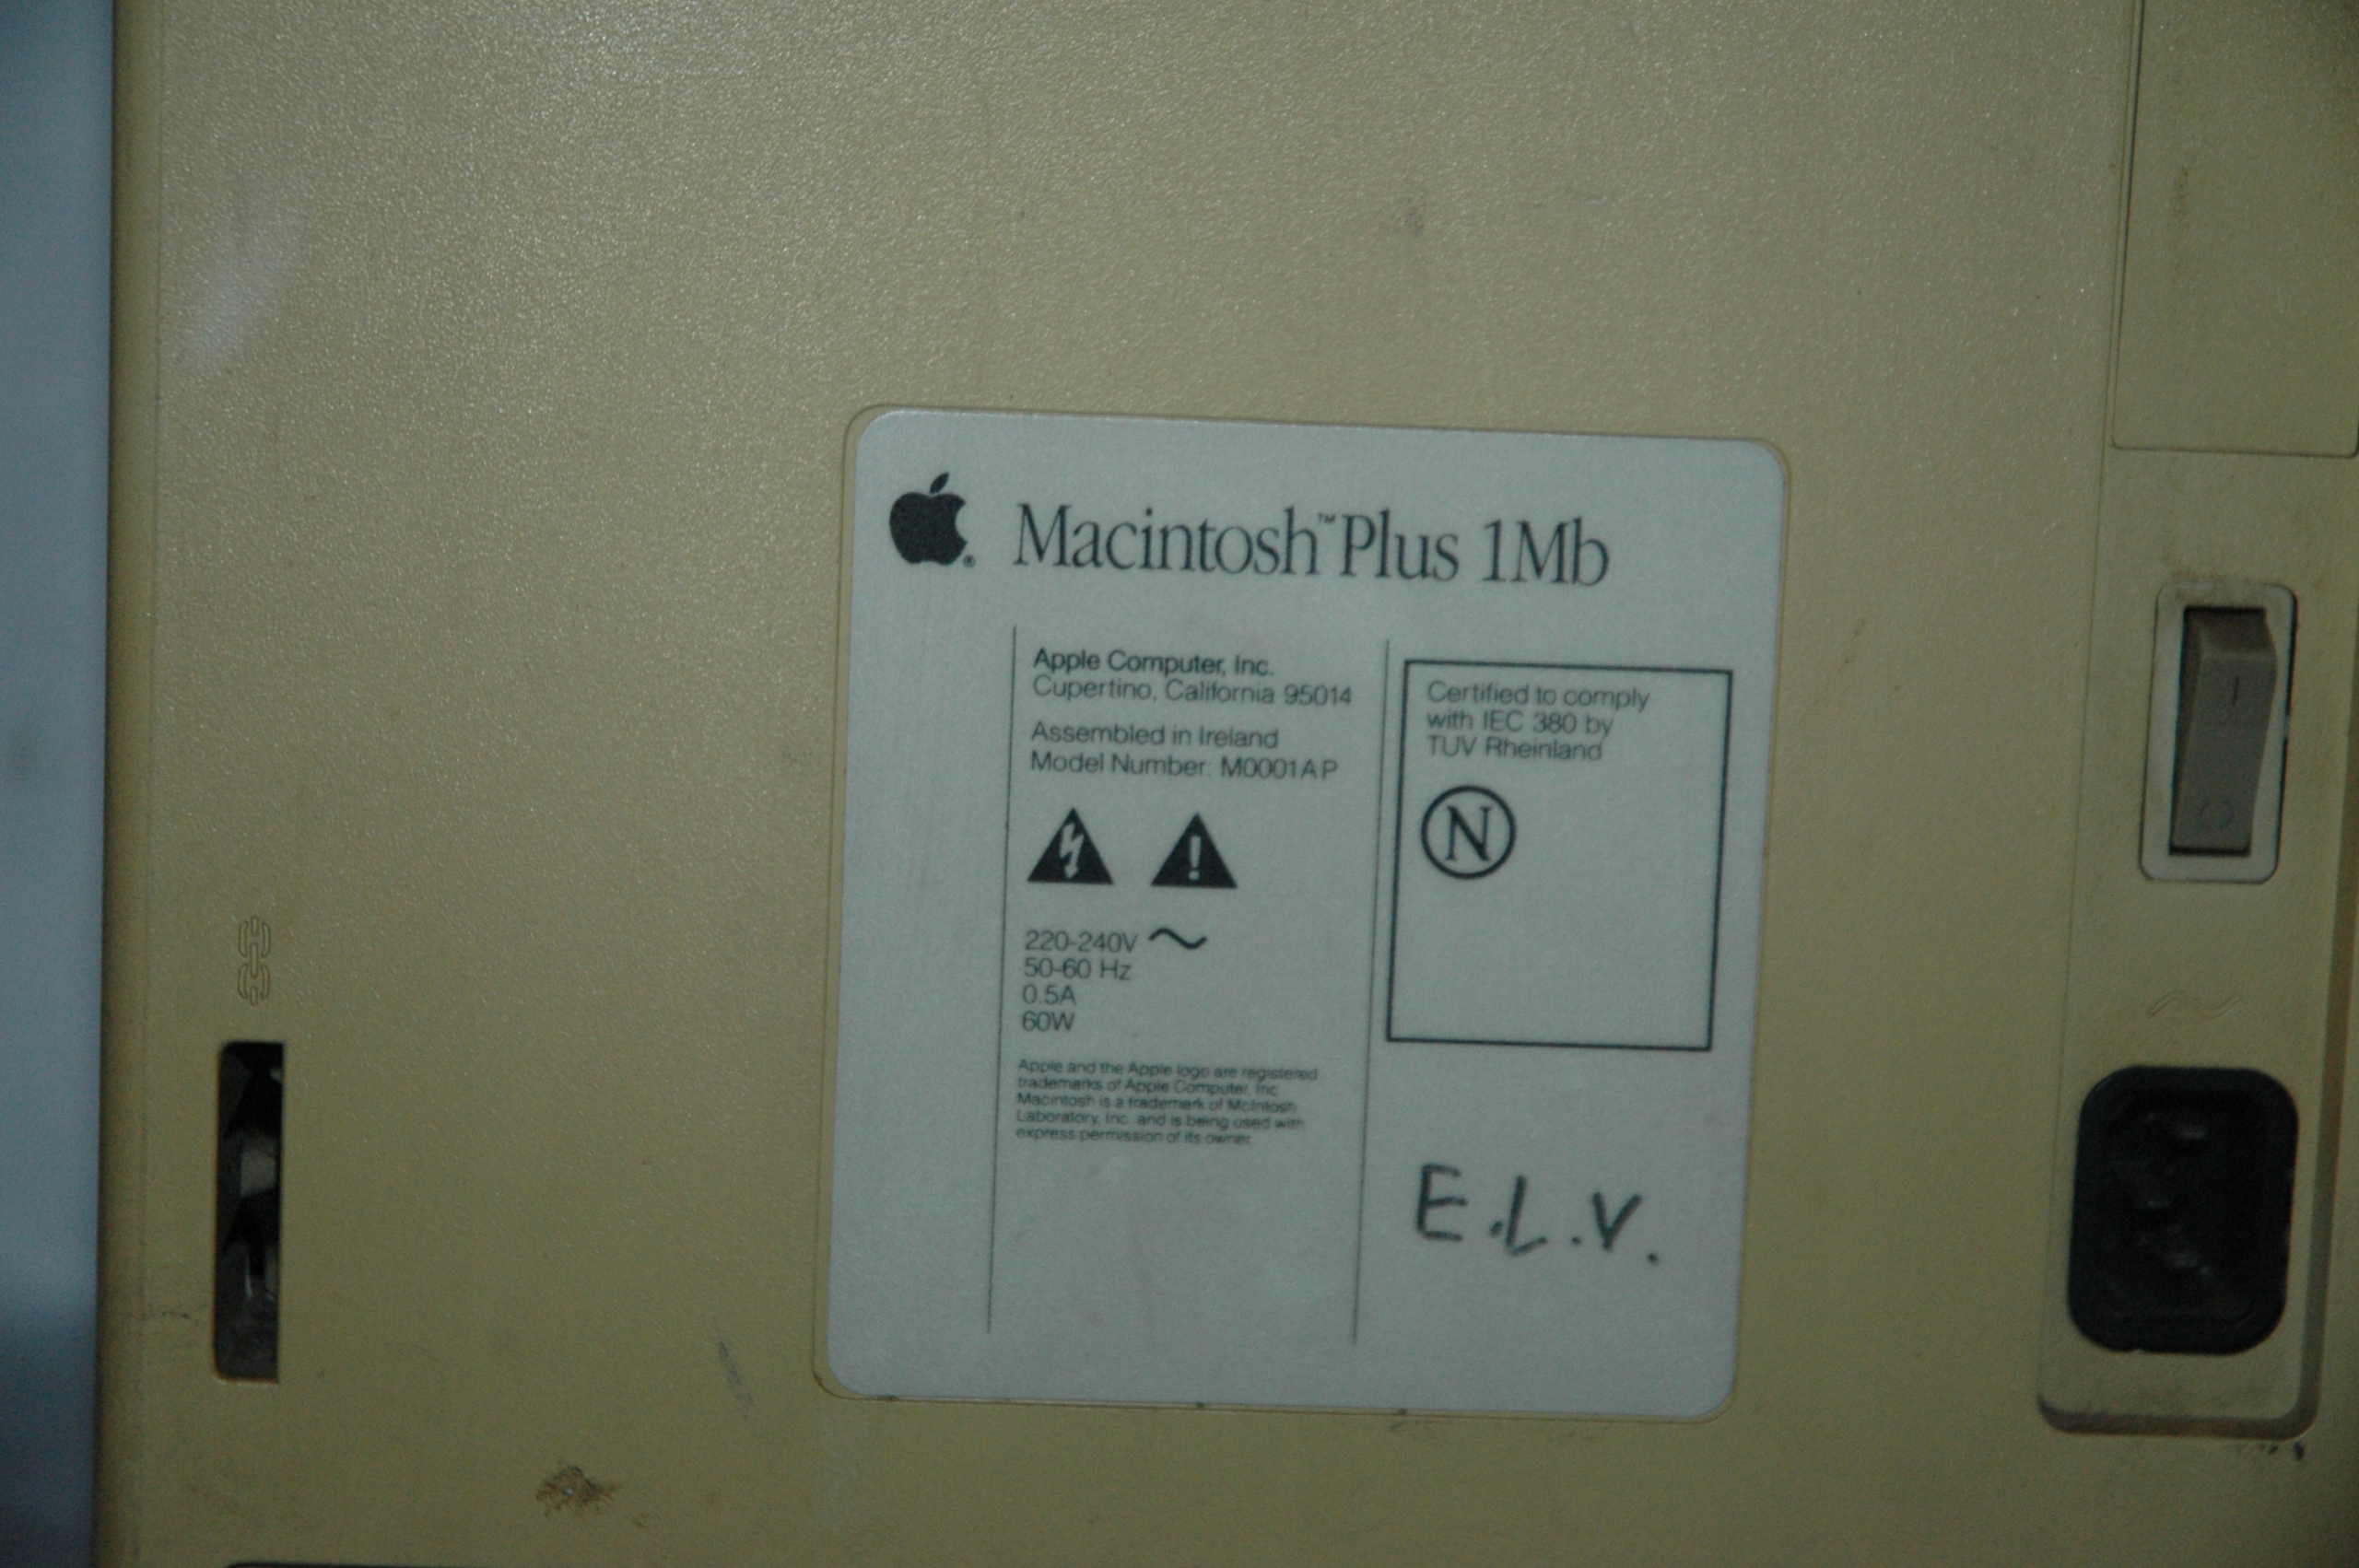 Macintosh™ Plus 1Mb
Apple Computer, Inc.
Cupertino, California 95014
Assembled in Ireland
Model Number: M0001AP
220-240V ~
50-60 Hz
0.5A
60W
Apple and the Apple logo are registered
trademarks of Apple Computer, Inc.
Macintosh is a trademark of McIntosh
Laboratory, Inc. and is being used with
express permission of its owner.
Certified to comply
with IEC 380 by
TUV Rheinland
N
E.L.V.